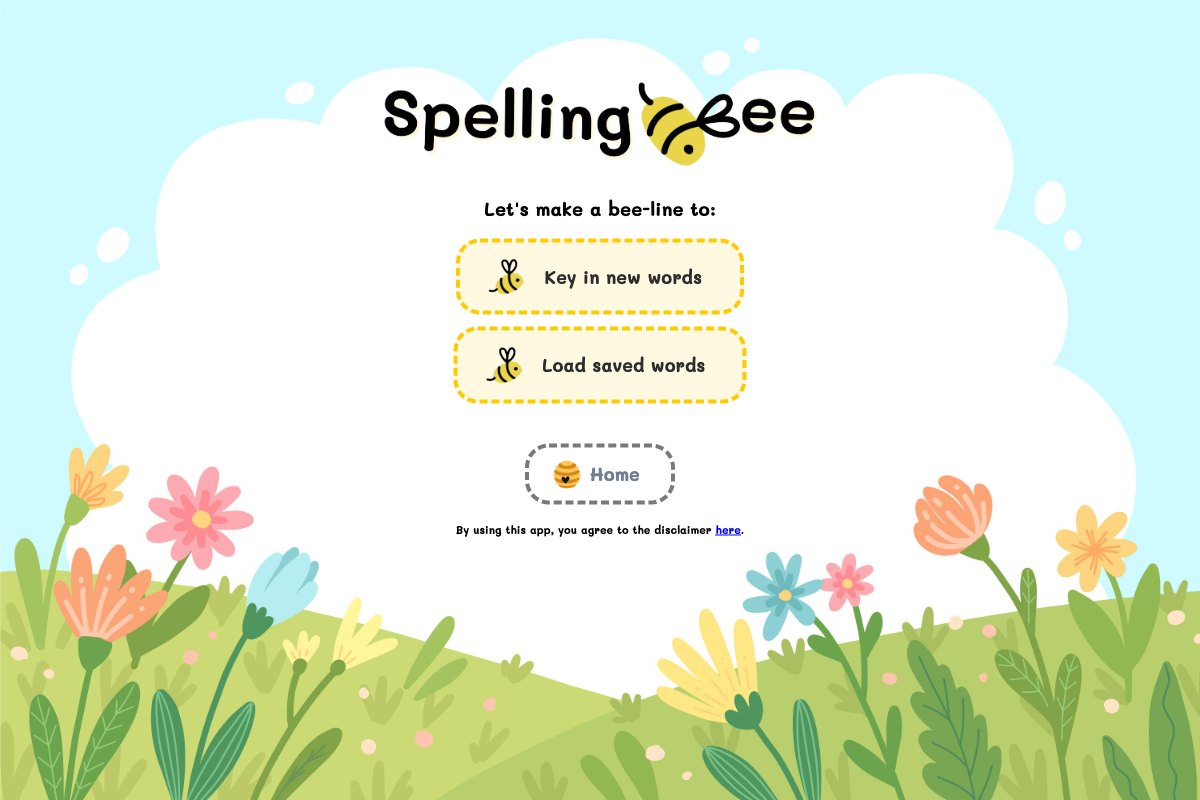 Spelling Bee
Let's make a bee-line to:
Key in new words
Load saved words
Home
By using this app, you agree to the disclaimer here.